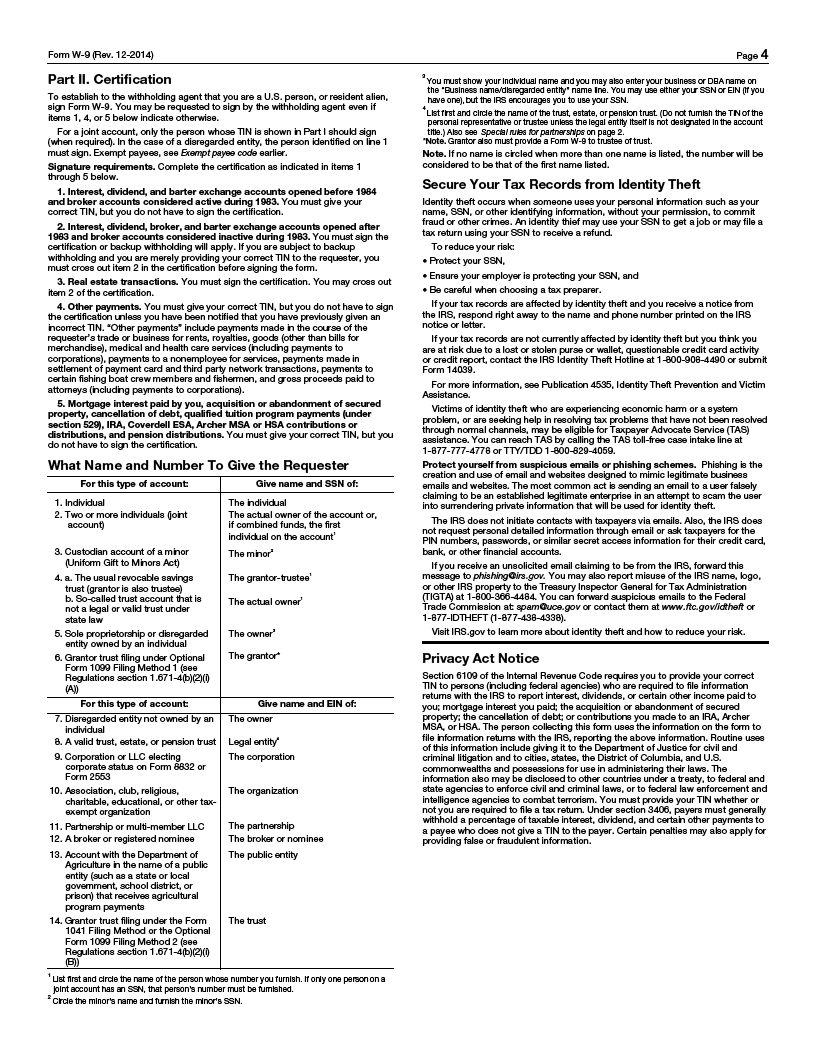 Form W-9 (Rev. 12-2014)
Page 4
Part II. Certification
To establish to the withholding agent that you are a U.S. person, or resident alien,
sign Form W-9. You may be requested to sign by the withholding agent even if
items 1, 4, or 5 below indicate otherwise.
For a joint account, only the person whose TIN is shown in Part I should sign
(when required). In the case of a disregarded entity, the person identified on line 1
must sign. Exempt payees, see Exempt payee code earlier.
Signature requirements. Complete the certification as indicated in items 1
through 5 below.
1. Interest, dividend, and barter exchange accounts opened before 1984
and broker accounts considered active during 1983. You must give your
correct TIN, but you do not have to sign the certification.
2. Interest, dividend, broker, and barter exchange accounts opened after
1983 and broker accounts considered inactive during 1983. You must sign the
certification or backup withholding will apply. If you are subject to backup
withholding and you are merely providing your correct TIN to the requester, you
must cross out item 2 in the certification before signing the form.
3. Real estate transactions. You must sign the certification. You may cross out
item 2 of the certification.
4. Other payments. You must give your correct TIN, but you do not have to sign
the certification unless you have been notified that you have previously given an
incorrect TIN. “Other payments” include payments made in the course of the
requester’s trade or business for rents, royalties, goods (other than bills for
merchandise), medical and health care services (including payments to
corporations), payments to a nonemployee for services, payments made in
settlement of payment card and third party network transactions, payments to
certain fishing boat crew members and fishermen, and gross proceeds paid to
attorneys (including payments to corporations).
5. Mortgage interest paid by you, acquisition or abandonment of secured
property, cancellation of debt, qualified tuition program payments (under
section 529), IRA, Coverdell ESA, Archer MSA or HSA contributions or
distributions, and pension distributions. You must give your correct TIN, but you
do not have to sign the certification.
What Name and Number To Give the Requester
For this type of account: Give name and SSN of:
1. Individual The individual
2. Two or more individuals (joint The actual owner of the account or,
account) if combined funds, the first
individual on the account¹
3. Custodian account of a minor The minor²
(Uniform Gift to Minors Act)
4. a. The usual revocable savings The grantor-trustee¹
trust (grantor is also trustee)
b. So-called trust account that is The actual owner¹
not a legal or valid trust under
state law
5. Sole proprietorship or disregarded The owner³
entity owned by an individual
6. Grantor trust filing under Optional The grantor*
Form 1099 Filing Method 1 (see
Regulations section 1.671-4(b)(2)(i)
(A))
For this type of account: Give name and EIN of:
7. Disregarded entity not owned by an The owner
individual
8. A valid trust, estate, or pension trust Legal entity⁴
9. Corporation or LLC electing The corporation
corporate status on Form 8832 or
Form 2553
10. Association, club, religious, The organization
charitable, educational, or other tax-
exempt organization
11. Partnership or multi-member LLC The partnership
12. A broker or registered nominee The broker or nominee
13. Account with the Department of The public entity
Agriculture in the name of a public
entity (such as a state or local
government, school district, or
prison) that receives agricultural
program payments
14. Grantor trust filing under the Form The trust
1041 Filing Method or the Optional
Form 1099 Filing Method 2 (see
Regulations section 1.671-4(b)(2)(i)
(B))
¹ List first and circle the name of the person whose number you furnish. If only one person on a
joint account has an SSN, that person’s number must be furnished.
² Circle the minor’s name and furnish the minor’s SSN.
³ You must show your individual name and you may also enter your business or DBA name on
the “Business name/disregarded entity” name line. You may use either your SSN or EIN (if you
have one), but the IRS encourages you to use your SSN.
⁴ List first and circle the name of the trust, estate, or pension trust. (Do not furnish the TIN of the
personal representative or trustee unless the legal entity itself is not designated in the account
title.) Also see Special rules for partnerships on page 2.
*Note. Grantor also must provide a Form W-9 to trustee of trust.
Note. If no name is circled when more than one name is listed, the number will be
considered to be that of the first name listed.
Secure Your Tax Records from Identity Theft
Identity theft occurs when someone uses your personal information such as your
name, SSN, or other identifying information, without your permission, to commit
fraud or other crimes. An identity thief may use your SSN to get a job or may file a
tax return using your SSN to receive a refund.
To reduce your risk:
• Protect your SSN,
• Ensure your employer is protecting your SSN, and
• Be careful when choosing a tax preparer.
If your tax records are affected by identity theft and you receive a notice from
the IRS, respond right away to the name and phone number printed on the IRS
notice or letter.
If your tax records are not currently affected by identity theft but you think you
are at risk due to a lost or stolen purse or wallet, questionable credit card activity
or credit report, contact the IRS Identity Theft Hotline at 1-800-908-4490 or submit
Form 14039.
For more information, see Publication 4535, Identity Theft Prevention and Victim
Assistance.
Victims of identity theft who are experiencing economic harm or a system
problem, or are seeking help in resolving tax problems that have not been resolved
through normal channels, may be eligible for Taxpayer Advocate Service (TAS)
assistance. You can reach TAS by calling the TAS toll-free case intake line at
1-877-777-4778 or TTY/TDD 1-800-829-4059.
Protect yourself from suspicious emails or phishing schemes.  Phishing is the
creation and use of email and websites designed to mimic legitimate business
emails and websites. The most common act is sending an email to a user falsely
claiming to be an established legitimate enterprise in an attempt to scam the user
into surrendering private information that will be used for identity theft.
The IRS does not initiate contacts with taxpayers via emails. Also, the IRS does
not request personal detailed information through email or ask taxpayers for the
PIN numbers, passwords, or similar secret access information for their credit card,
bank, or other financial accounts.
If you receive an unsolicited email claiming to be from the IRS, forward this
message to phishing@irs.gov. You may also report misuse of the IRS name, logo,
or other IRS property to the Treasury Inspector General for Tax Administration
(TIGTA) at 1-800-366-4484. You can forward suspicious emails to the Federal
Trade Commission at: spam@uce.gov or contact them at www.ftc.gov/idtheft or
1-877-IDTHEFT (1-877-438-4338).
Visit IRS.gov to learn more about identity theft and how to reduce your risk.
Privacy Act Notice
Section 6109 of the Internal Revenue Code requires you to provide your correct
TIN to persons (including federal agencies) who are required to file information
returns with the IRS to report interest, dividends, or certain other income paid to
you; mortgage interest you paid; the acquisition or abandonment of secured
property; the cancellation of debt; or contributions you made to an IRA, Archer
MSA, or HSA. The person collecting this form uses the information on the form to
file information returns with the IRS, reporting the above information. Routine uses
of this information include giving it to the Department of Justice for civil and
criminal litigation and to cities, states, the District of Columbia, and U.S.
commonwealths and possessions for use in administering their laws. The
information also may be disclosed to other countries under a treaty, to federal and
state agencies to enforce civil and criminal laws, or to federal law enforcement and
intelligence agencies to combat terrorism. You must provide your TIN whether or
not you are required to file a tax return. Under section 3406, payers must generally
withhold a percentage of taxable interest, dividend, and certain other payments to
a payee who does not give a TIN to the payer. Certain penalties may also apply for
providing false or fraudulent information.